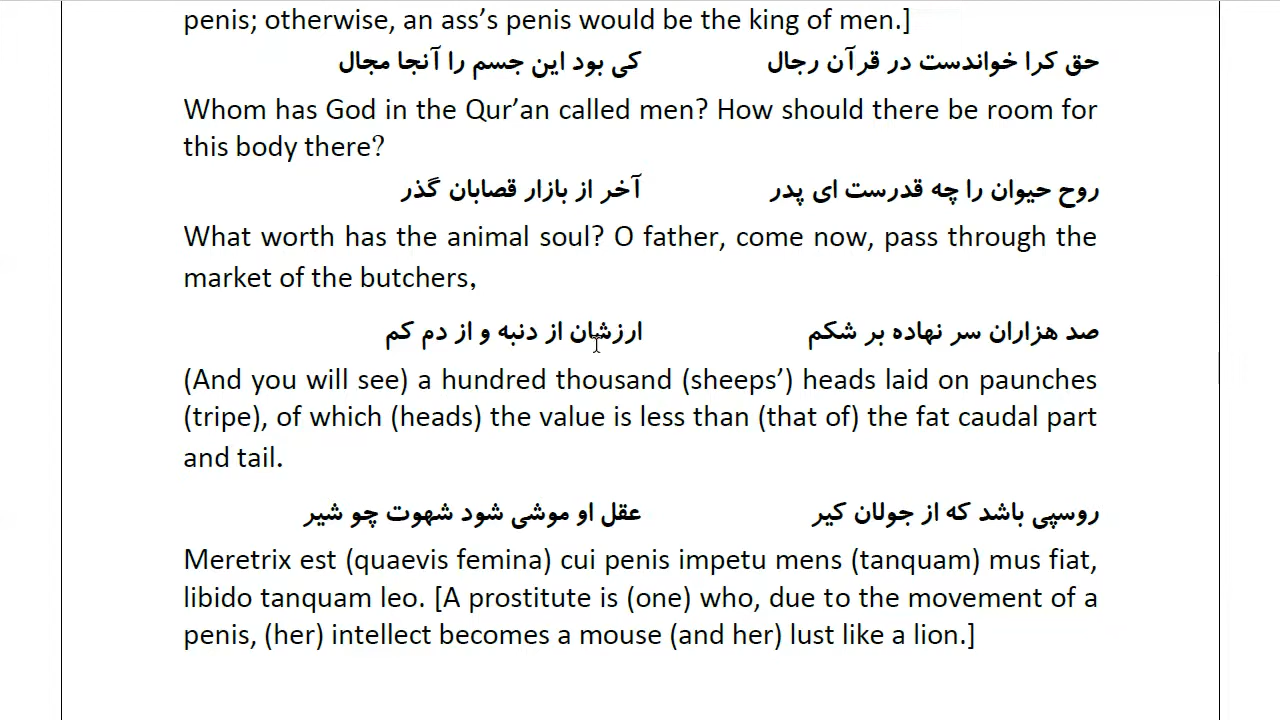 penis; otherwise, an ass’s penis would be the king of men.]
حق کرا خواندست در قرآن رجال کی بود این جسم را آنجا مجال
Whom has God in the Qur’an called men? How should there be room for
this body there?
روح حیوان را چه قدرست ای پدر آخر از بازار قصابان گذر
What worth has the animal soul? O father, come now, pass through the
market of the butchers,
صد هزاران سر نهاده بر شکم ارزشان از دنبه و از دم کم
(And you will see) a hundred thousand (sheeps’) heads laid on paunches
(tripe), of which (heads) the value is less than (that of) the fat caudal part
and tail.
روسپی باشد که از جولان کیر عقل او موشی شود شهوت چو شیر
Meretrix est (quaevis femina) cui penis impetu mens (tanquam) mus fiat,
libido tanquam leo. [A prostitute is (one) who, due to the movement of a
penis, (her) intellect becomes a mouse (and her) lust like a lion.]